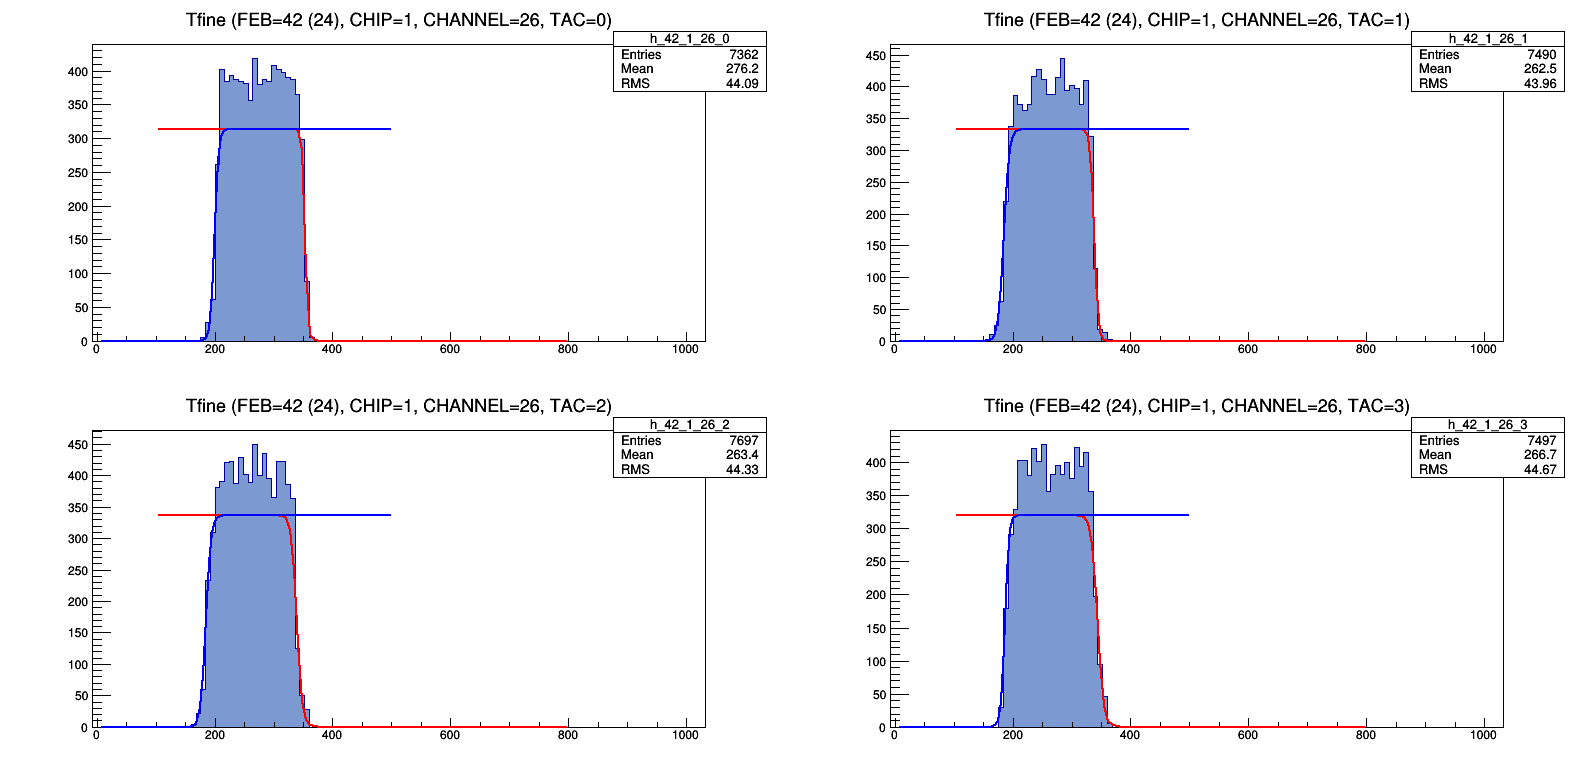 Tfine (FEB=42 (24), CHIP=1, CHANNEL=26, TAC=0)
h_42_1_26_0
Entries 7362
Mean 276.2
RMS 44.09
400
350
300
250
200
150
100
50
0
0 200 400 600 800 1000
Tfine (FEB=42 (24), CHIP=1, CHANNEL=26, TAC=1)
h_42_1_26_1
Entries 7490
Mean 262.5
RMS 43.96
450
400
350
300
250
200
150
100
50
0
0 200 400 600 800 1000
Tfine (FEB=42 (24), CHIP=1, CHANNEL=26, TAC=2)
h_42_1_26_2
Entries 7697
Mean 263.4
RMS 44.33
450
400
350
300
250
200
150
100
50
0
0 200 400 600 800 1000
Tfine (FEB=42 (24), CHIP=1, CHANNEL=26, TAC=3)
h_42_1_26_3
Entries 7497
Mean 266.7
RMS 44.67
400
350
300
250
200
150
100
50
0
0 200 400 600 800 1000